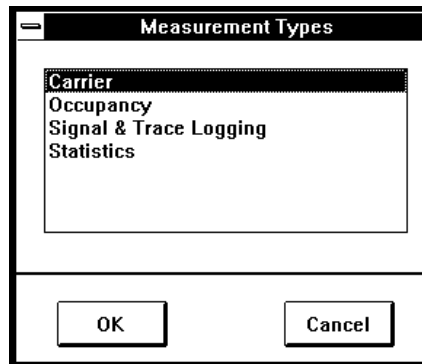 Measurement Types
Carrier
Occupancy
Signal & Trace Logging
Statistics
OK
Cancel